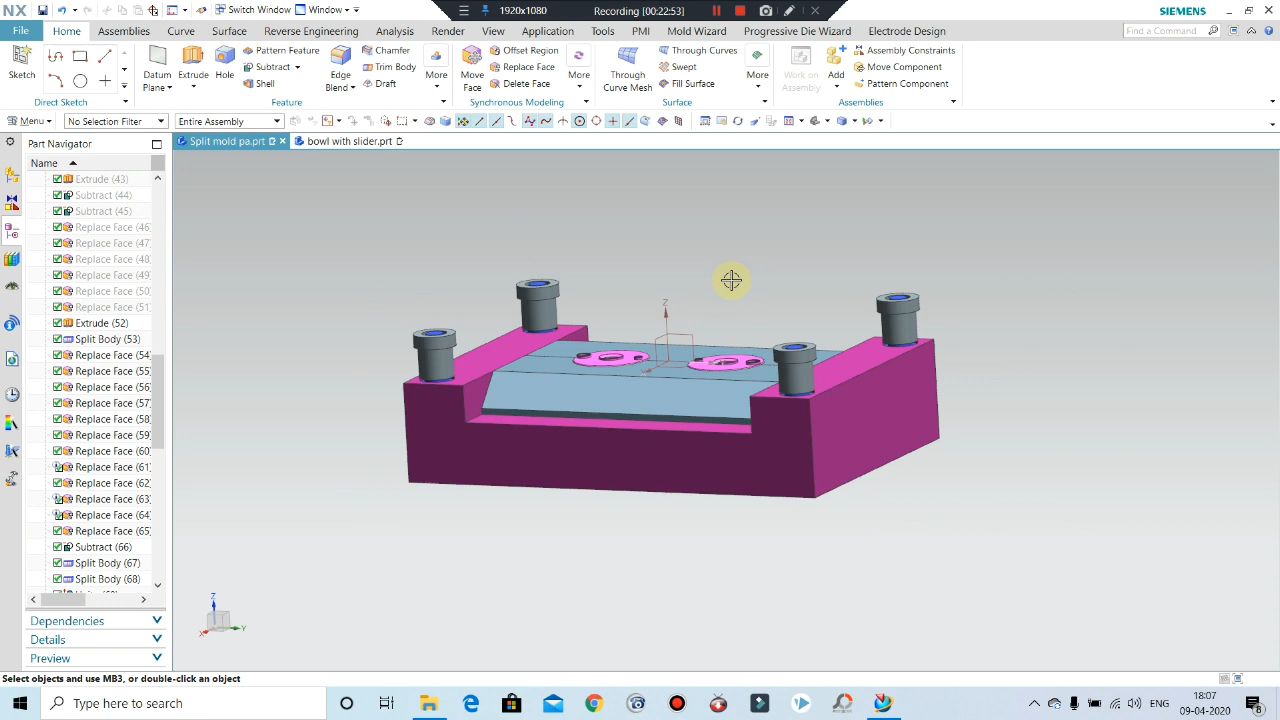 NX
Switch Window
Window
1920x1080
Recording [00:22:53]
SIEMENS
File
Home
Assemblies
Curve
Surface
Reverse Engineering
Analysis
Render
View
Application
Tools
PMI
Mold Wizard
Progressive Die Wizard
Electrode Design
Find a Command
Sketch
Direct Sketch
Datum
Plane
Extrude
Hole
Pattern Feature
Subtract
Shell
Edge
Blend
Chamfer
Trim Body
Draft
More
Feature
Move
Face
Offset Region
Replace Face
Delete Face
More
Synchronous Modeling
Through
Curve Mesh
Through Curves
Swept
Fill Surface
More
Surface
Work on
Assembly
Add
Assembly Constraints
Move Component
Pattern Component
Assemblies
Menu
No Selection Filter
Entire Assembly
Part Navigator
Split mold pa.prt
bowl with slider.prt
Name
Extrude (43)
Subtract (44)
Subtract (45)
Replace Face (46)
Replace Face (47)
Replace Face (48)
Replace Face (49)
Replace Face (50)
Replace Face (51)
Extrude (52)
Split Body (53)
Replace Face (54)
Replace Face (55)
Replace Face (56)
Replace Face (57)
Replace Face (58)
Replace Face (59)
Replace Face (60)
Replace Face (61)
Replace Face (62)
Replace Face (63)
Replace Face (64)
Replace Face (65)
Subtract (66)
Split Body (67)
Split Body (68)
Dependencies
Details
Preview
Z
Z
X
Y
Select objects and use MB3, or double-click an object
Type here to search
ENG
18:07
09-04-2020